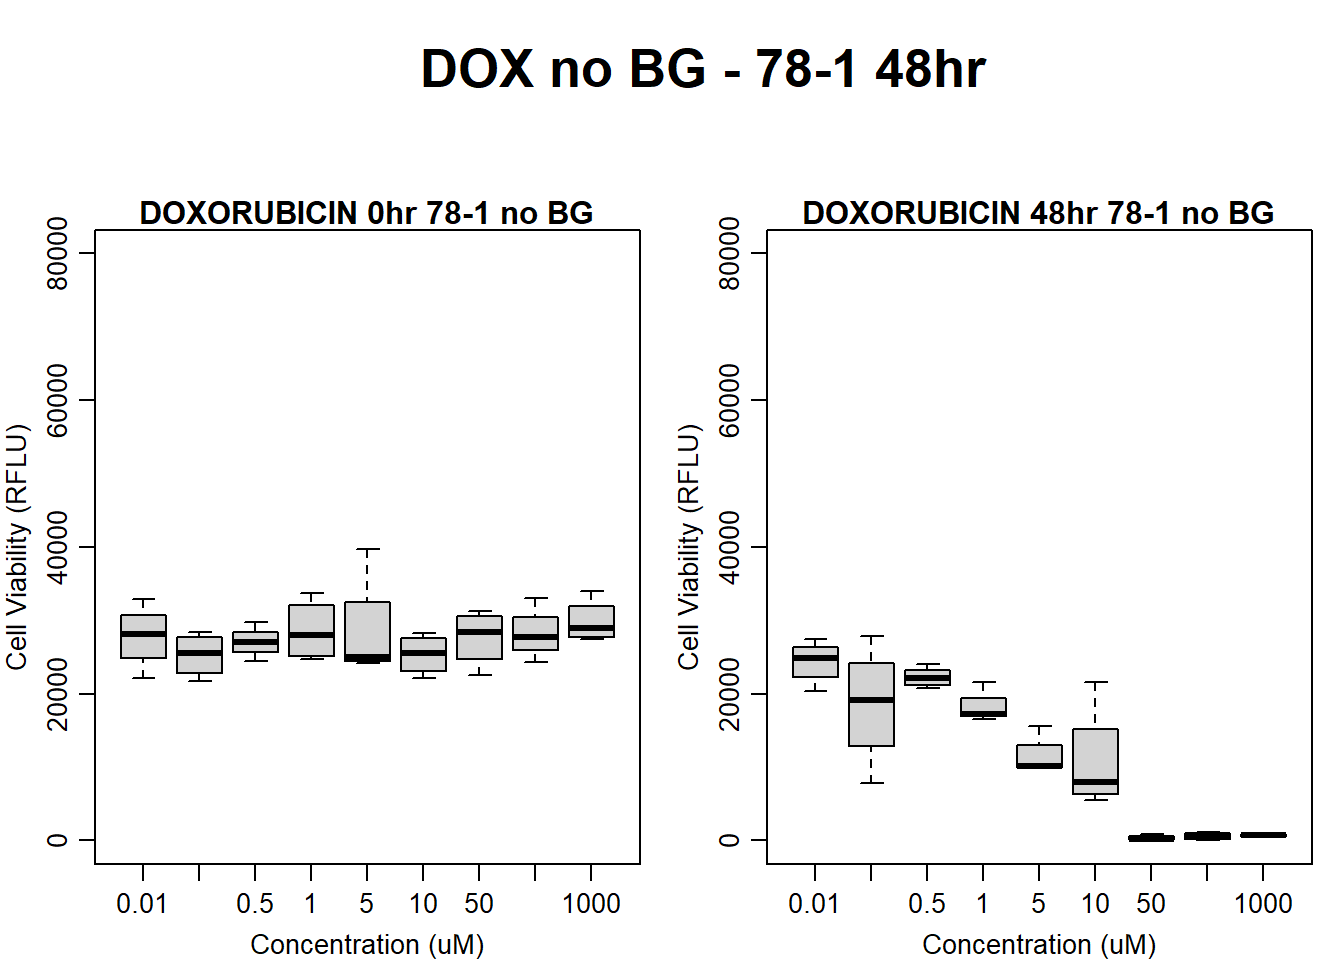 DOX no BG - 78-1 48hr
DOXORUBICIN 0hr 78-1 no BG
80000
60000
40000
20000
0
Cell Viability (RFLU)
0.01 0.5 1 5 10 50 1000
Concentration (uM)
DOXORUBICIN 48hr 78-1 no BG
80000
60000
40000
20000
0
Cell Viability (RFLU)
0.01 0.5 1 5 10 50 1000
Concentration (uM)